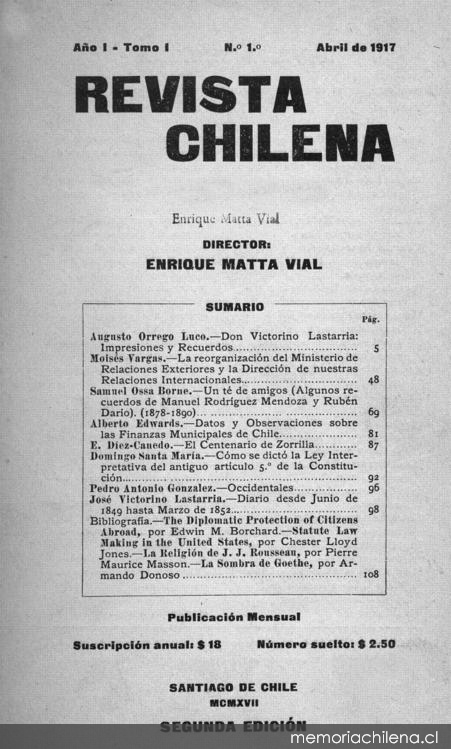 Año I - Tomo I N.º 1.º Abril de 1917
REVISTA
CHILENA
Enrique Matta Vial
DIRECTOR:
ENRIQUE MATTA VIAL
SUMARIO
Pág.
Augusto Orrego Luco.—Don Victorino Lastarria:
Impresiones y Recuerdos................................ 5
Moisés Vargas.—La reorganización del Ministerio de
Relaciones Exteriores y la Dirección de nuestras
Relaciones Internacionales............................. 48
Samuel Ossa Borne.—Un té de amigos (Algunos re-
cuerdos de Manuel Rodríguez Mendoza y Rubén
Dario). (1878-1890)... ................................ 69
Alberto Edwards.—Datos y Observaciones sobre
las Finanzas Municipales de Chile.................... 81
E. Díez-Canedo.—El Centenario de Zorrilla........... 87
Domingo Santa María.—Cómo se dictó la Ley Inter-
pretativa del antiguo artículo 5.º de la Constitu-
ción............................................................ 92
Pedro Antonio Gonzalez.—Occidentales................ 96
José Victorino Lastarria.—Diario desde Junio de
1849 hasta Marzo de 1852................................ 98
Bibliografía.—The Diplomatic Protection of Citizens
Abroad, por Edwin M. Borchard.—Statute Law
Making in the United States, por Chester Lloyd
Jones.—La Religión de J. J. Rousseau, por Pierre
Maurice Masson.—La Sombra de Goethe, por Ar-
mando Donoso ............................................. 108
Publicación Mensual
Suscripción anual: $ 18 Número suelto: $ 2.50
SANTIAGO DE CHILE
MCMXVII
SEGUNDA EDICIÓN
www.memoriachilena.cl